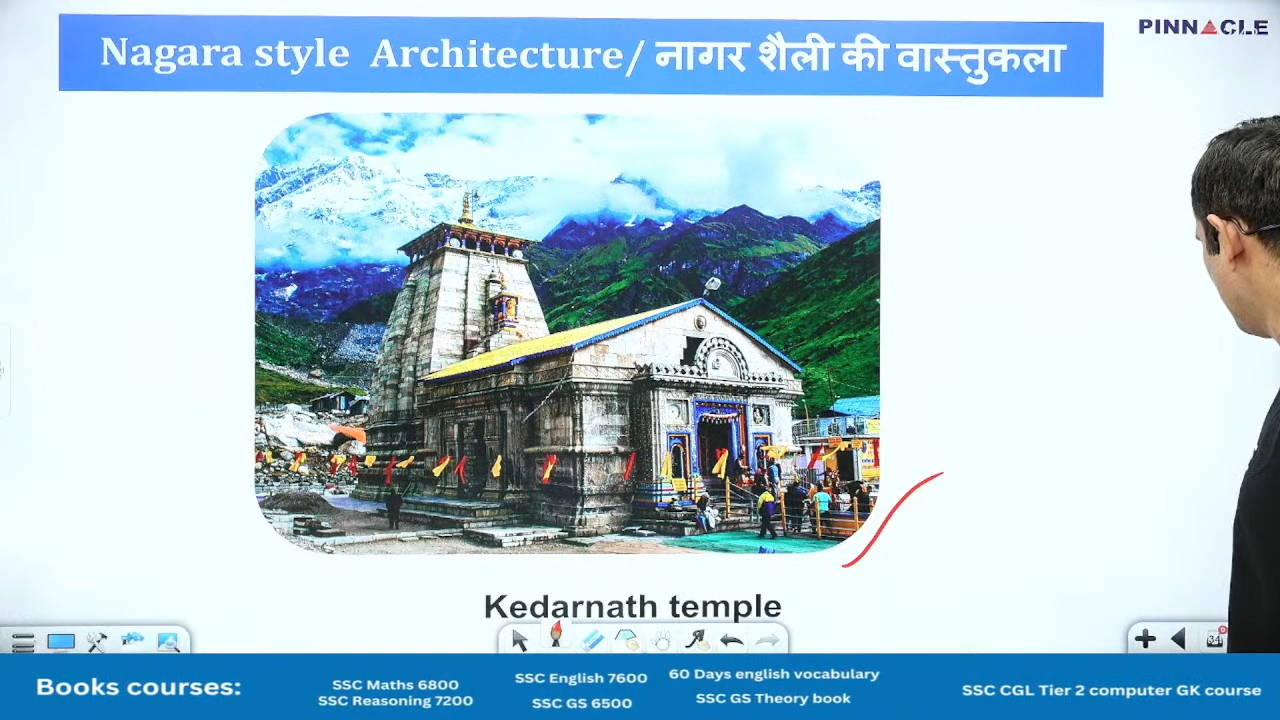 Nagara style Architecture/ नागर शैली की वास्तुकला
PINNACLE
Kedarnath temple
34
Books courses:
SSC Maths 6800
SSC Reasoning 7200
SSC English 7600
SSC GS 6500
60 Days english vocabulary
SSC GS Theory book
SSC CGL Tier 2 computer GK course